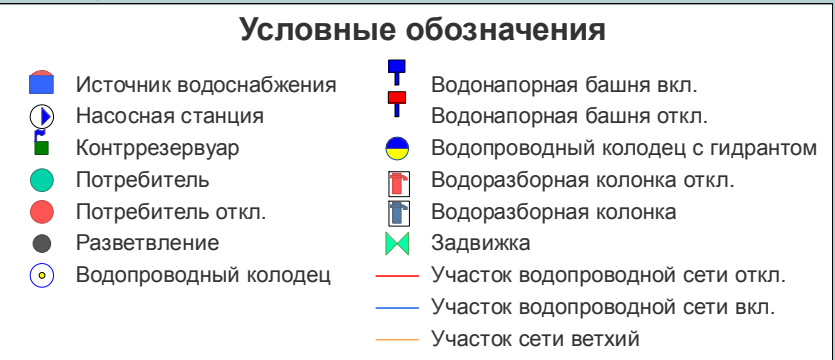 Условные обозначения
Источник водоснабжения
Насосная станция
Контррезервуар
Потребитель
Потребитель откл.
Разветвление
Водопроводный колодец
Водонапорная башня вкл.
Водонапорная башня откл.
Водопроводный колодец с гидрантом
Водоразборная колонка откл.
Водоразборная колонка
Задвижка
Участок водопроводной сети откл.
Участок водопроводной сети вкл.
Участок сети ветхий